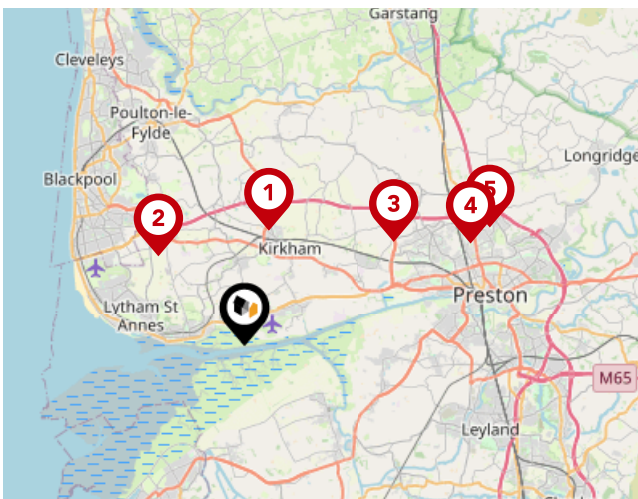 Garstang
Cleveleys
Poulton-le-
Fylde
Longridge
Blackpool
1
5
2
3
4
Kirkham
Lytham St
Annes
Preston
M65
Leyland